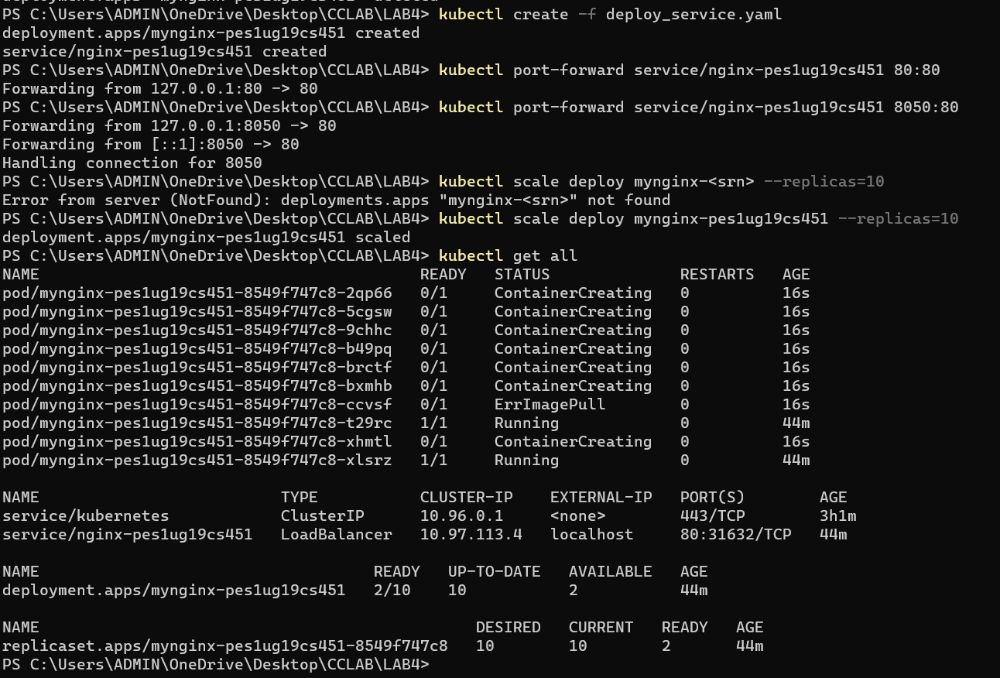 PS C:\Users\ADMIN\OneDrive\Desktop\CCLAB\LAB4> kubectl create -f deploy_service.yaml
deployment.apps/mynginx-pes1ug19cs451 created
service/nginx-pes1ug19cs451 created
PS C:\Users\ADMIN\OneDrive\Desktop\CCLAB\LAB4> kubectl port-forward service/nginx-pes1ug19cs451 80:80
Forwarding from 127.0.0.1:80 -> 80
PS C:\Users\ADMIN\OneDrive\Desktop\CCLAB\LAB4> kubectl port-forward service/nginx-pes1ug19cs451 8050:80
Forwarding from 127.0.0.1:8050 -> 80
Forwarding from [::1]:8050 -> 80
Handling connection for 8050
PS C:\Users\ADMIN\OneDrive\Desktop\CCLAB\LAB4> kubectl scale deploy mynginx-<srn> --replicas=10
Error from server (NotFound): deployments.apps "mynginx-<srn>" not found
PS C:\Users\ADMIN\OneDrive\Desktop\CCLAB\LAB4> kubectl scale deploy mynginx-pes1ug19cs451 --replicas=10
deployment.apps/mynginx-pes1ug19cs451 scaled
PS C:\Users\ADMIN\OneDrive\Desktop\CCLAB\LAB4> kubectl get all
NAME READY STATUS RESTARTS AGE
pod/mynginx-pes1ug19cs451-8549f747c8-2qp66 0/1 ContainerCreating 0 16s
pod/mynginx-pes1ug19cs451-8549f747c8-5cgsw 0/1 ContainerCreating 0 16s
pod/mynginx-pes1ug19cs451-8549f747c8-9chhc 0/1 ContainerCreating 0 16s
pod/mynginx-pes1ug19cs451-8549f747c8-b49pq 0/1 ContainerCreating 0 16s
pod/mynginx-pes1ug19cs451-8549f747c8-brctf 0/1 ContainerCreating 0 16s
pod/mynginx-pes1ug19cs451-8549f747c8-bxmhb 0/1 ContainerCreating 0 16s
pod/mynginx-pes1ug19cs451-8549f747c8-ccvsf 0/1 ErrImagePull 0 16s
pod/mynginx-pes1ug19cs451-8549f747c8-t29rc 1/1 Running 0 44m
pod/mynginx-pes1ug19cs451-8549f747c8-xhmtl 0/1 ContainerCreating 0 16s
pod/mynginx-pes1ug19cs451-8549f747c8-xlsrz 1/1 Running 0 44m
NAME TYPE CLUSTER-IP EXTERNAL-IP PORT(S) AGE
service/kubernetes ClusterIP 10.96.0.1 <none> 443/TCP 3h1m
service/nginx-pes1ug19cs451 LoadBalancer 10.97.113.4 localhost 80:31632/TCP 44m
NAME READY UP-TO-DATE AVAILABLE AGE
deployment.apps/mynginx-pes1ug19cs451 2/10 10 2 44m
NAME DESIRED CURRENT READY AGE
replicaset.apps/mynginx-pes1ug19cs451-8549f747c8 10 10 2 44m
PS C:\Users\ADMIN\OneDrive\Desktop\CCLAB\LAB4>